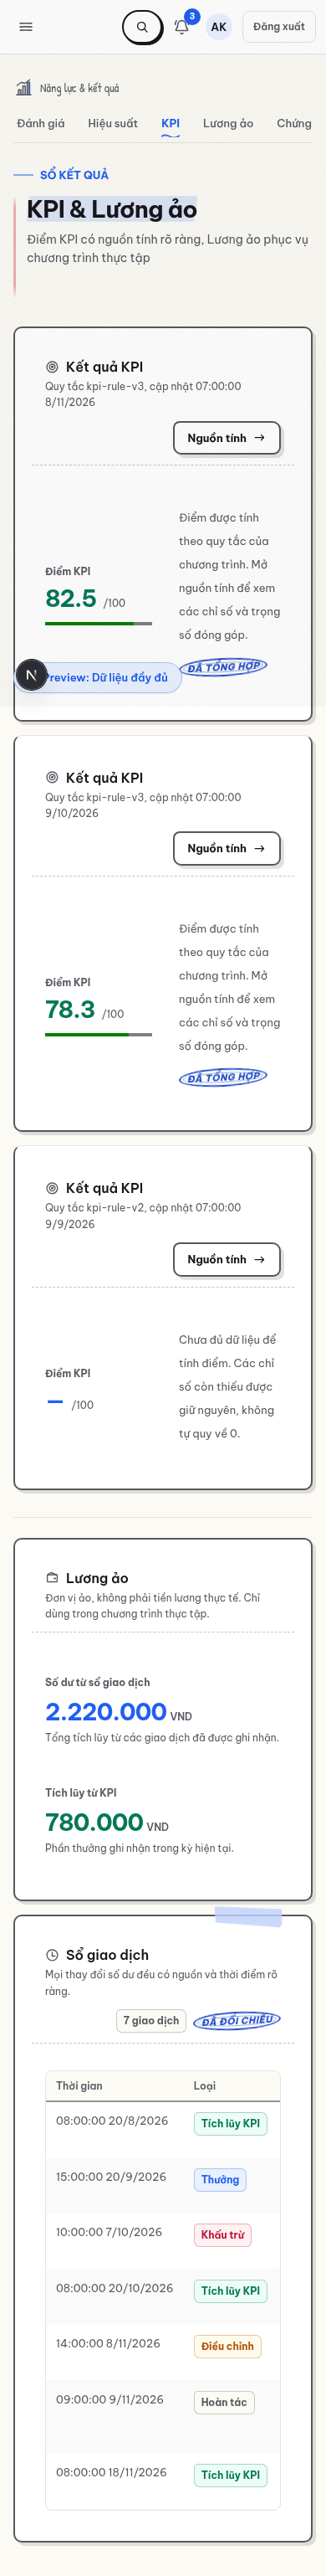 3
AK
Đăng xuất
Năng lực & kết quả
Đánh giá
Hiệu suất
KPI
Lương ảo
Chứng
SỔ KẾT QUẢ
KPI & Lương ảo
Điểm KPI có nguồn tính rõ ràng, Lương ảo phục vụ
chương trình thực tập
Kết quả KPI
Quy tắc kpi-rule-v3, cập nhật 07:00:00
8/11/2026
Nguồn tính →
Điểm được tính
theo quy tắc của
chương trình. Mở
nguồn tính để xem
các chỉ số và trọng
số đóng góp.
Điểm KPI
82.5 /100
ĐÃ TỔNG HỢP
N
Preview: Dữ liệu đầy đủ
Kết quả KPI
Quy tắc kpi-rule-v3, cập nhật 07:00:00
9/10/2026
Nguồn tính →
Điểm được tính
theo quy tắc của
chương trình. Mở
nguồn tính để xem
các chỉ số và trọng
số đóng góp.
Điểm KPI
78.3 /100
ĐÃ TỔNG HỢP
Kết quả KPI
Quy tắc kpi-rule-v2, cập nhật 07:00:00
9/9/2026
Nguồn tính →
Chưa đủ dữ liệu để
tính điểm. Các chỉ
số còn thiếu được
giữ nguyên, không
tự quy về 0.
Điểm KPI
– /100
Lương ảo
Đơn vị ảo, không phải tiền lương thực tế. Chỉ
dùng trong chương trình thực tập.
Số dư từ sổ giao dịch
2.220.000 VND
Tổng tích lũy từ các giao dịch đã được ghi nhận.
Tích lũy từ KPI
780.000 VND
Phần thưởng ghi nhận trong kỳ hiện tại.
Sổ giao dịch
Mọi thay đổi số dư đều có nguồn và thời điểm rõ
ràng.
7 giao dịch
ĐÃ ĐỐI CHIẾU
Thời gian Loại
08:00:00 20/8/2026 Tích lũy KPI
15:00:00 20/9/2026 Thưởng
10:00:00 7/10/2026 Khấu trừ
08:00:00 20/10/2026 Tích lũy KPI
14:00:00 8/11/2026 Điều chỉnh
09:00:00 9/11/2026 Hoàn tác
08:00:00 18/11/2026 Tích lũy KPI